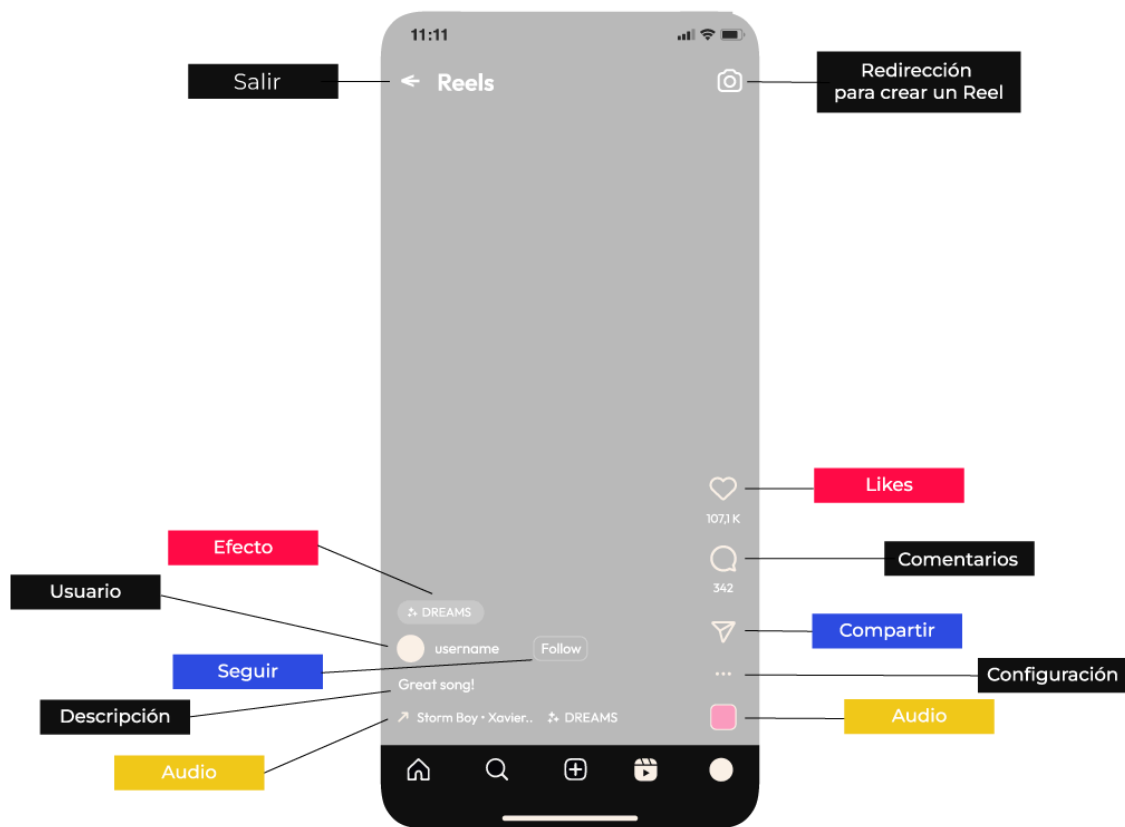 11:11
Salir
Reels
Redirección
para crear un Reel
Likes
107,1 K
Efecto
Comentarios
342
Usuario
DREAMS
Compartir
username
Follow
Seguir
Configuración
Great song!
Descripción
Storm Boy • Xavier..
DREAMS
Audio
Audio